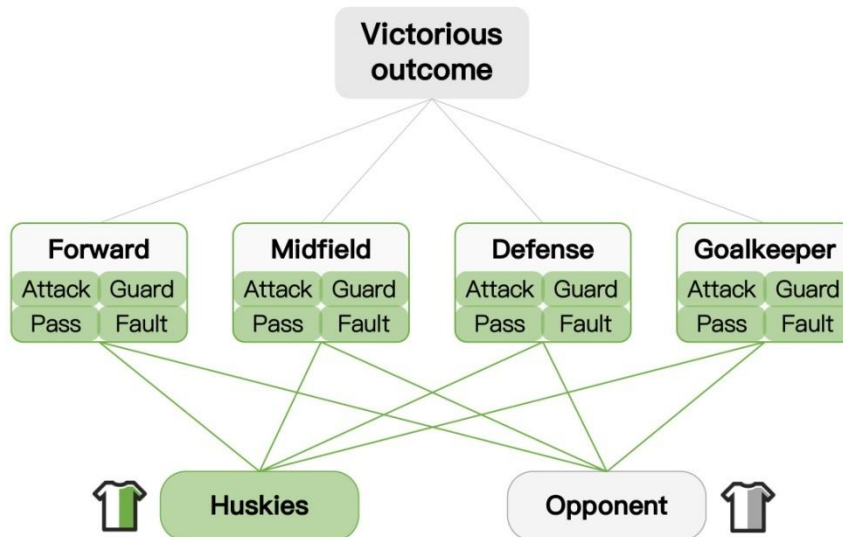 Victorious
outcome
Forward
Attack Guard
Pass Fault
Midfield
Attack Guard
Pass Fault
Defense
Attack Guard
Pass Fault
Goalkeeper
Attack Guard
Pass Fault
Huskies
Opponent